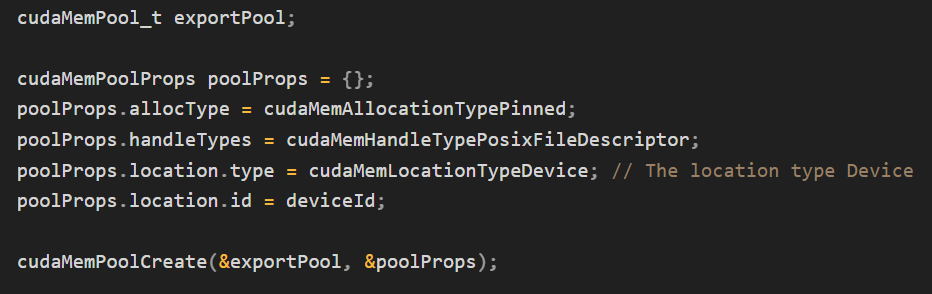 cudaMemPool_t exportPool;
cudaMemPoolProps poolProps = {};
poolProps.allocType = cudaMemAllocationTypePinned;
poolProps.handleTypes = cudaMemHandleTypePosixFileDescriptor;
poolProps.location.type = cudaMemLocationTypeDevice; // The location type Device
poolProps.location.id = deviceId;
cudaMemPoolCreate(&exportPool, &poolProps);